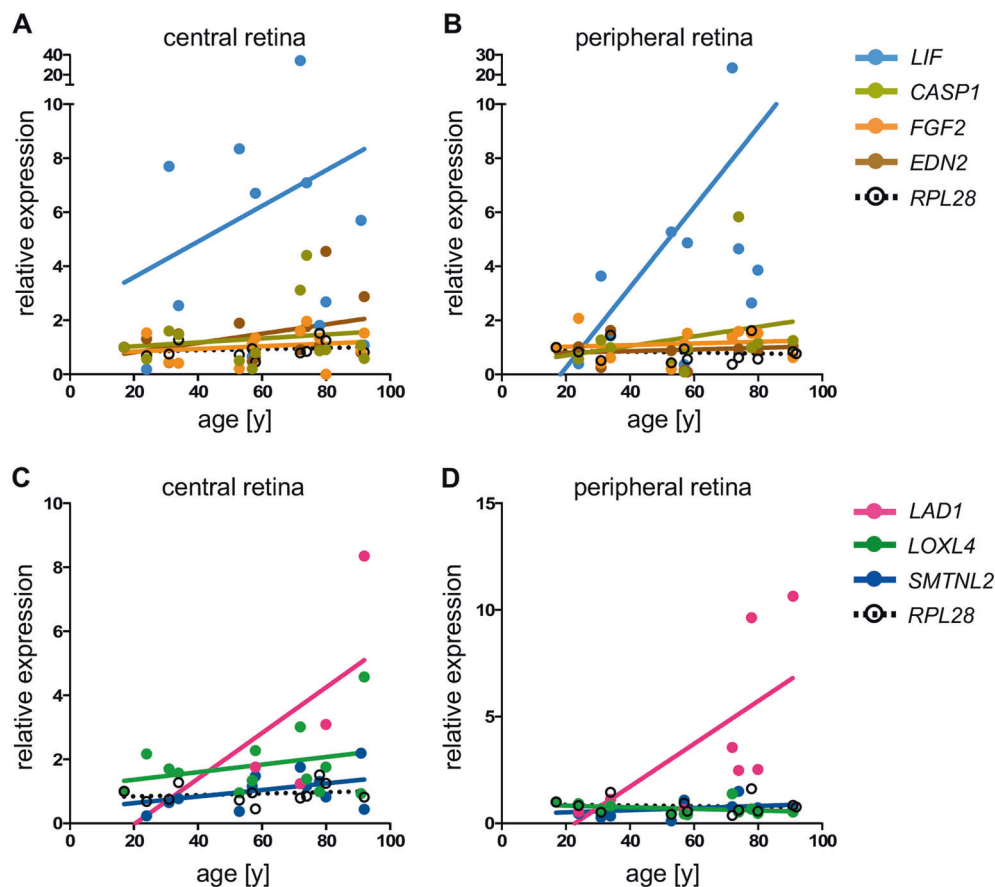 A
central retina
relative expression
40
20
10
8
6
4
2
0
0 20 40 60 80 100
age [y]
B
peripheral retina
relative expression
30
20
10
8
6
4
2
0
0 20 40 60 80 100
age [y]
LIF
CASP1
FGF2
EDN2
RPL28
C
central retina
relative expression
10
8
6
4
2
0
0 20 40 60 80 100
age [y]
D
peripheral retina
relative expression
15
10
5
0
0 20 40 60 80 100
age [y]
LAD1
LOXL4
SMTNL2
RPL28